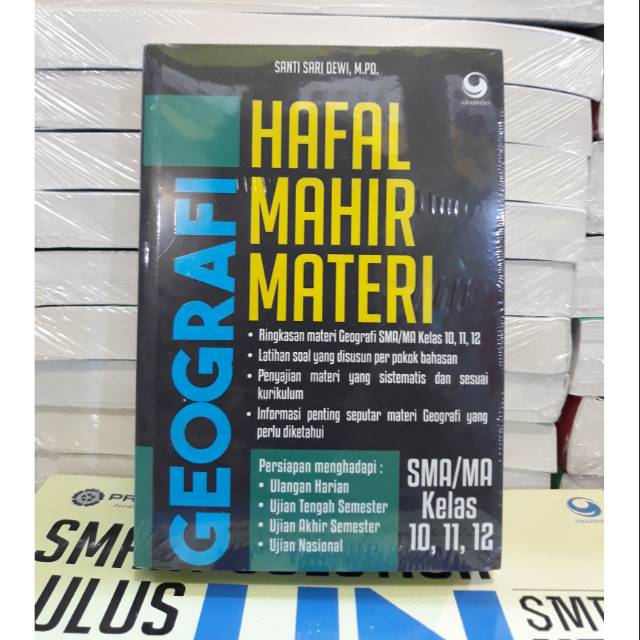 SANTI SARI DEWI, M.PD.
GRASINDO
GEOGRAFI
HAFAL
MAHIR
MATERI
• Ringkasan materi Geografi SMA/MA Kelas 10, 11, 12
• Latihan soal yang disusun per pokok bahasan
• Penyajian materi yang sistematis dan sesuai
kurikulum
• Informasi penting seputar materi Geografi yang
perlu diketahui
Persiapan menghadapi :
• Ulangan Harian
• Ujian Tengah Semester
• Ujian Akhir Semester
• Ujian Nasional
SMA/MA
Kelas
10, 11, 12
GRASINDO
ULUS
UN